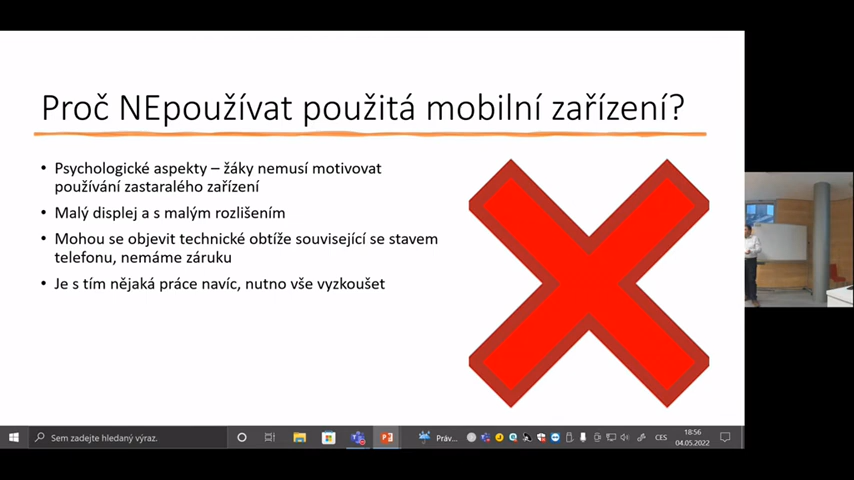 Proč NEpoužívat použitá mobilní zařízení?
• Psychologické aspekty – žáky nemusí motivovat
používání zastaralého zařízení
• Malý displej a s malým rozlišením
• Mohou se objevit technické obtíže související se stavem
telefonu, nemáme záruku
• Je s tím nějaká práce navíc, nutno vše vyzkoušet
Sem zadejte hledaný výraz.
Práv...
CES
18:56
04.05.2022